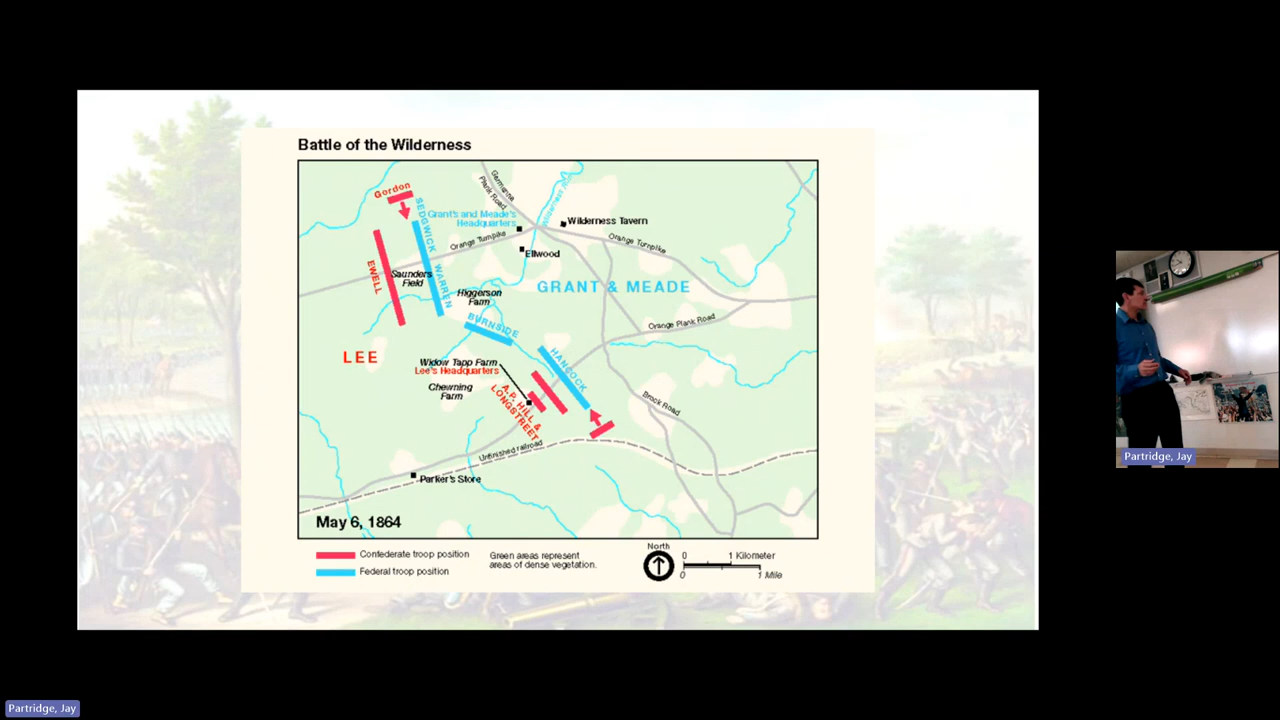 Battle of the Wilderness
Gordon
SEDGWICK
WARREN
EWELL
Germanna
Plank Road
Grant's and Meade's
Headquarters
Wilderness Tavern
Orange Turnpike
Orange Turnpike
Ellwood
Saunders
Field
Higgerson
Farm
GRANT & MEADE
BURNSIDE
Orange Plank Road
LEE
Widow Tapp Farm
Lee's Headquarters
HANCOCK
Chewning
Farm
A.P. HILL &
LONGSTREET
Brock Road
Unfinished railroad
Parker's Store
May 6, 1864
Confederate troop position
Federal troop position
Green areas represent
areas of dense vegetation.
North
0 1 Kilometer
0 1 Mile
Partridge, Jay
Partridge, Jay